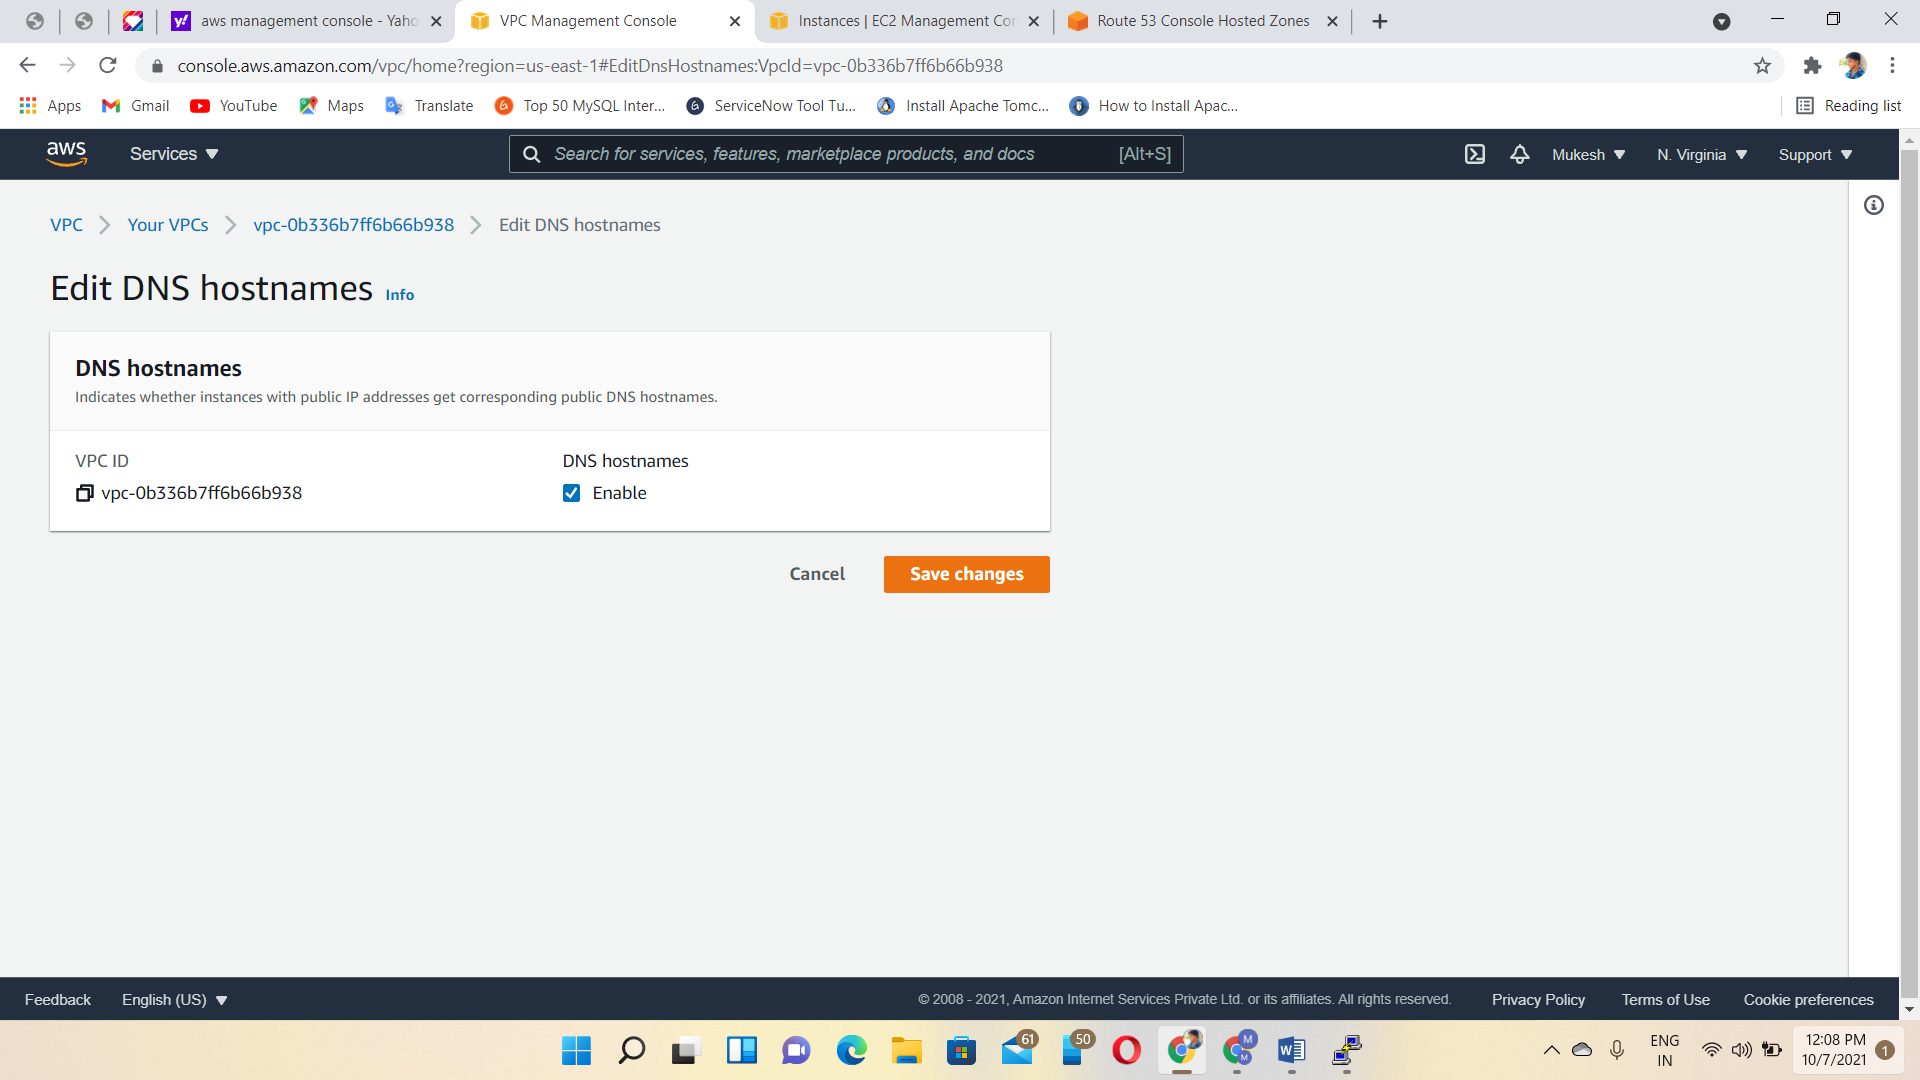 aws management console - Yaho
VPC Management Console
Instances | EC2 Management Con
Route 53 Console Hosted Zones
console.aws.amazon.com/vpc/home?region=us-east-1#EditDnsHostnames:VpcId=vpc-0b336b7ff6b66b938
Apps
Gmail
YouTube
Maps
Translate
Top 50 MySQL Inter...
ServiceNow Tool Tu...
Install Apache Tomc...
How to Install Apac...
Reading list
aws
Services
Search for services, features, marketplace products, and docs
[Alt+S]
Mukesh
N. Virginia
Support
VPC
Your VPCs
vpc-0b336b7ff6b66b938
Edit DNS hostnames
Edit DNS hostnames
Info
DNS hostnames
Indicates whether instances with public IP addresses get corresponding public DNS hostnames.
VPC ID
DNS hostnames
vpc-0b336b7ff6b66b938
Enable
Cancel
Save changes
Feedback
English (US)
© 2008 - 2021, Amazon Internet Services Private Ltd. or its affiliates. All rights reserved.
Privacy Policy
Terms of Use
Cookie preferences
61
50
M
M
ENG
IN
12:08 PM
10/7/2021
1